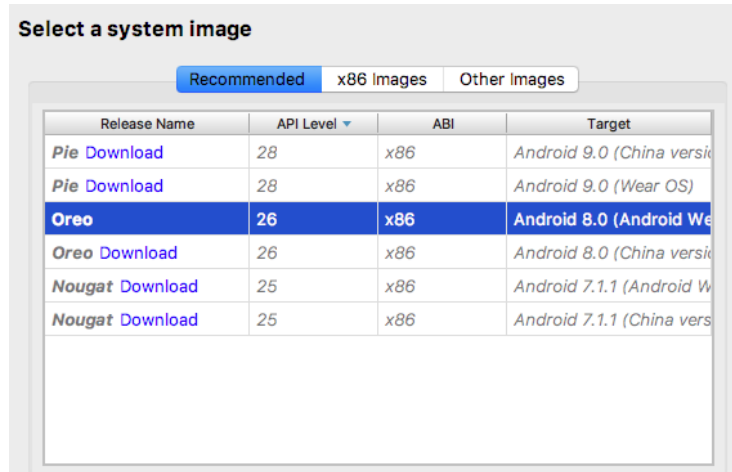 Select a system image
Recommended x86 Images Other Images
Release Name API Level ABI Target
Pie Download 28 x86 Android 9.0 (China versio
Pie Download 28 x86 Android 9.0 (Wear OS)
Oreo 26 x86 Android 8.0 (Android We
Oreo Download 26 x86 Android 8.0 (China versio
Nougat Download 25 x86 Android 7.1.1 (Android W
Nougat Download 25 x86 Android 7.1.1 (China vers